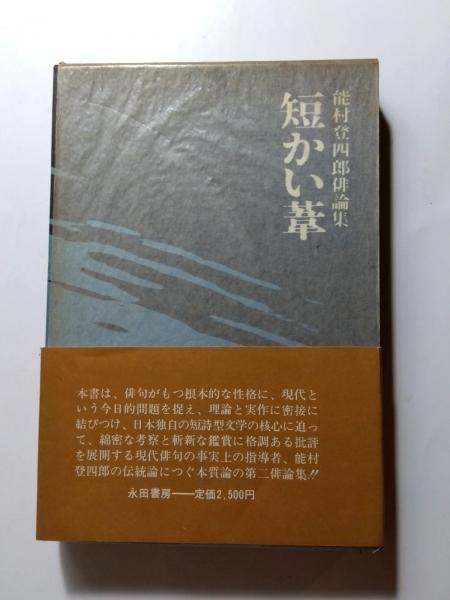 能村登四郎俳論集
短かい葦
本書は、俳句がもつ根本的な性格に、現代と
いう今日的問題を捉え、理論と実作に密接に
結びつけ、日本独自の短詩型文学の核心に迫っ
て、綿密な考察と斬新な鑑賞に格調ある批評
を展開する現代俳句の事実上の指導者、能村
登四郎の伝統論につぐ本質論の第二俳論集!!
永田書房——定価2,500円